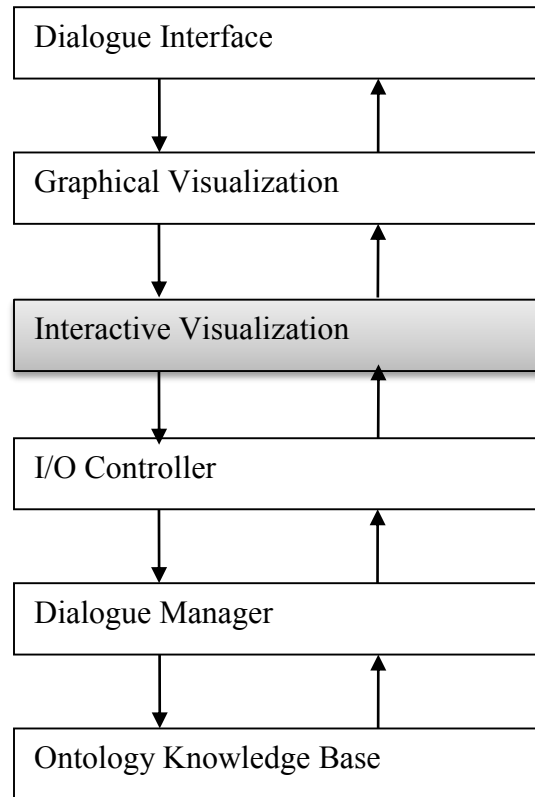 Dialogue Interface
Graphical Visualization
Interactive Visualization
I/O Controller
Dialogue Manager
Ontology Knowledge Base